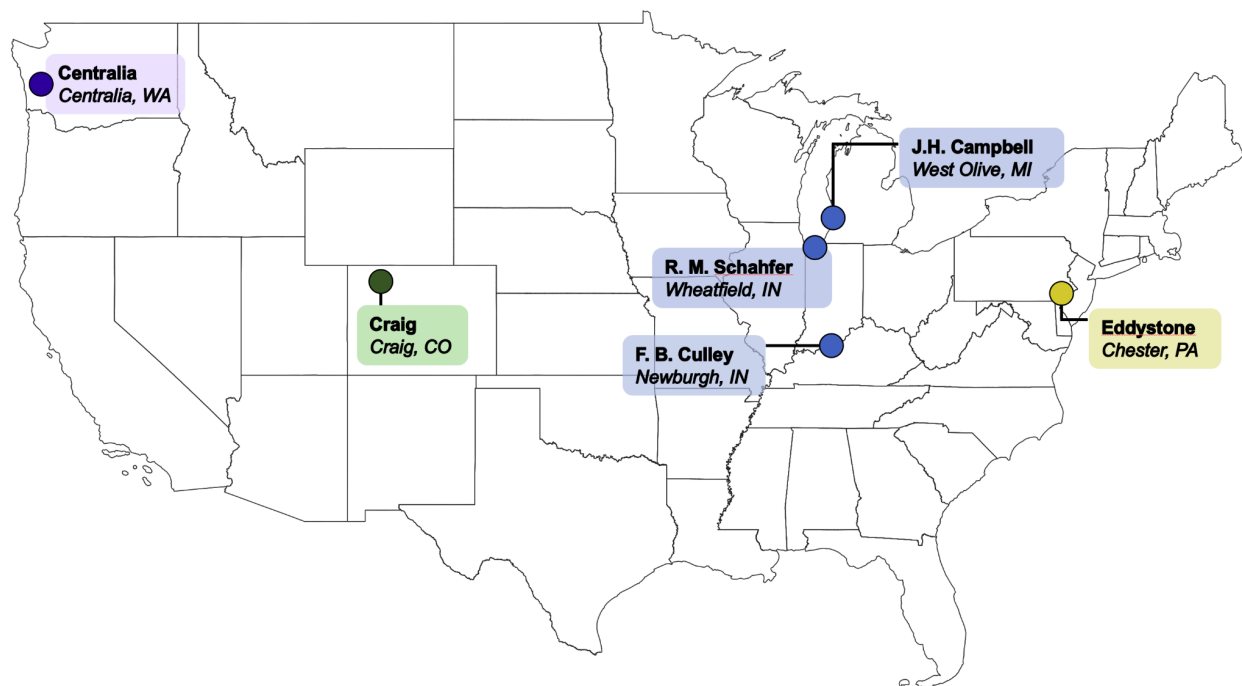 Centralia
Centralia, WA
J.H. Campbell
West Olive, MI
R. M. Schahfer
Wheatfield, IN
Craig
Craig, CO
Eddystone
Chester, PA
F. B. Culley
Newburgh, IN